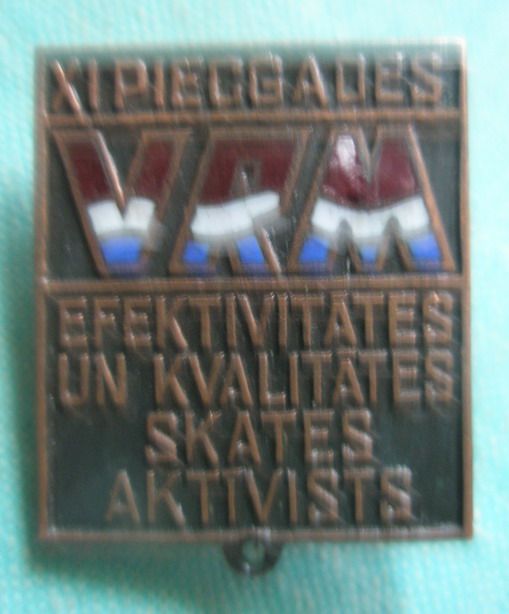 XI PIECGADES
VRM
EFEKTIVITĀTES
UN KVALITĀTES
SKATES
AKTĪVISTS